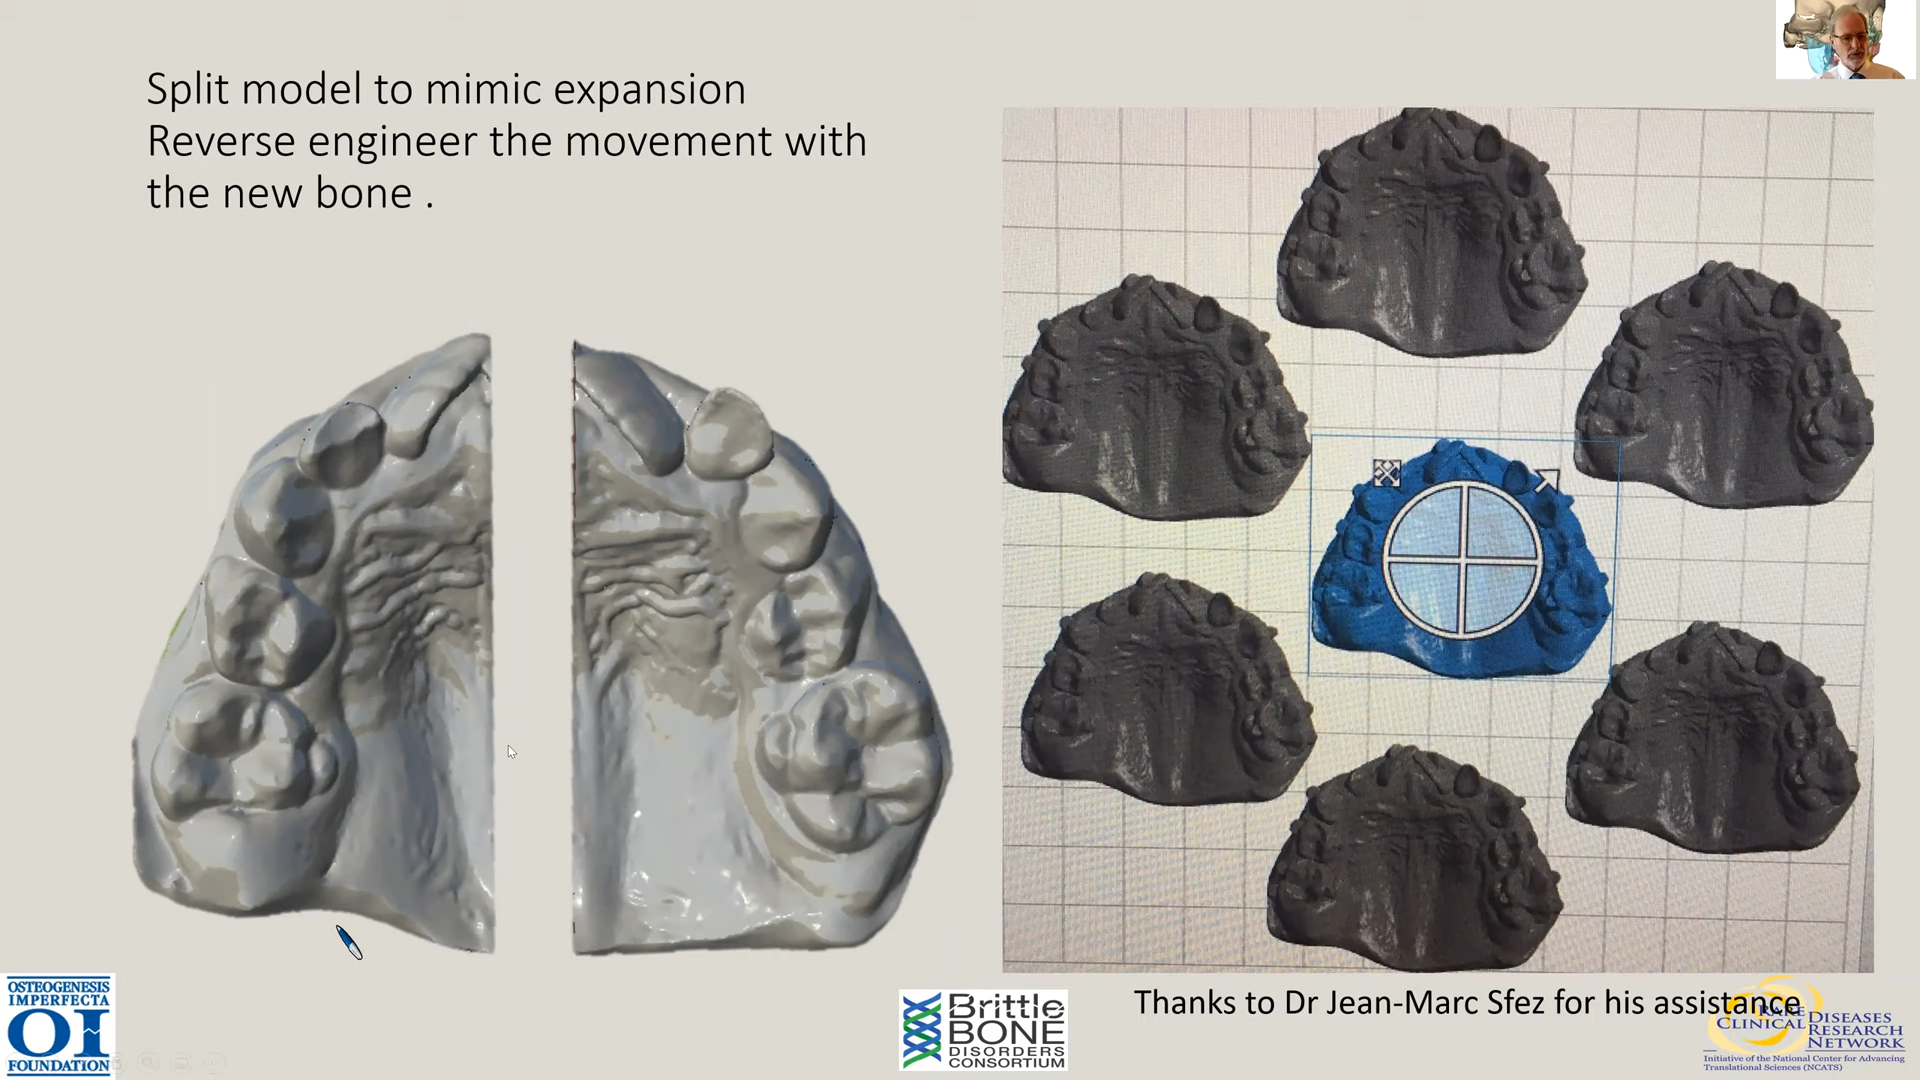 Split model to mimic expansion
Reverse engineer the movement with
the new bone .
Thanks to Dr Jean-Marc Sfez for his assistance
OSTEOGENESIS
IMPERFECTA
OI
FOUNDATION
Brittle
BONE
DISORDERS
CONSORTIUM
RARE
CLINICAL DISEASES
RESEARCH
NETWORK
Initiative of the National Center for Advancing
Translational Sciences (NCATS)